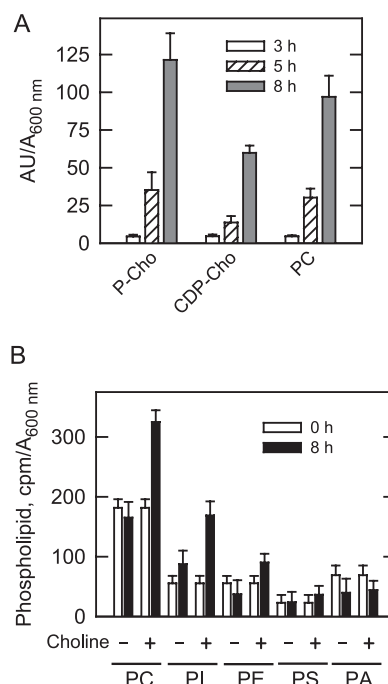 A
AU/A600 nm
125
100
75
50
25
0
3 h
5 h
8 h
P-Cho
CDP-Cho
PC
B
Phospholipid, cpm/A600 nm
300
200
100
0
0 h
8 h
Choline − + − + − + − + − +
PC PI PE PS PA